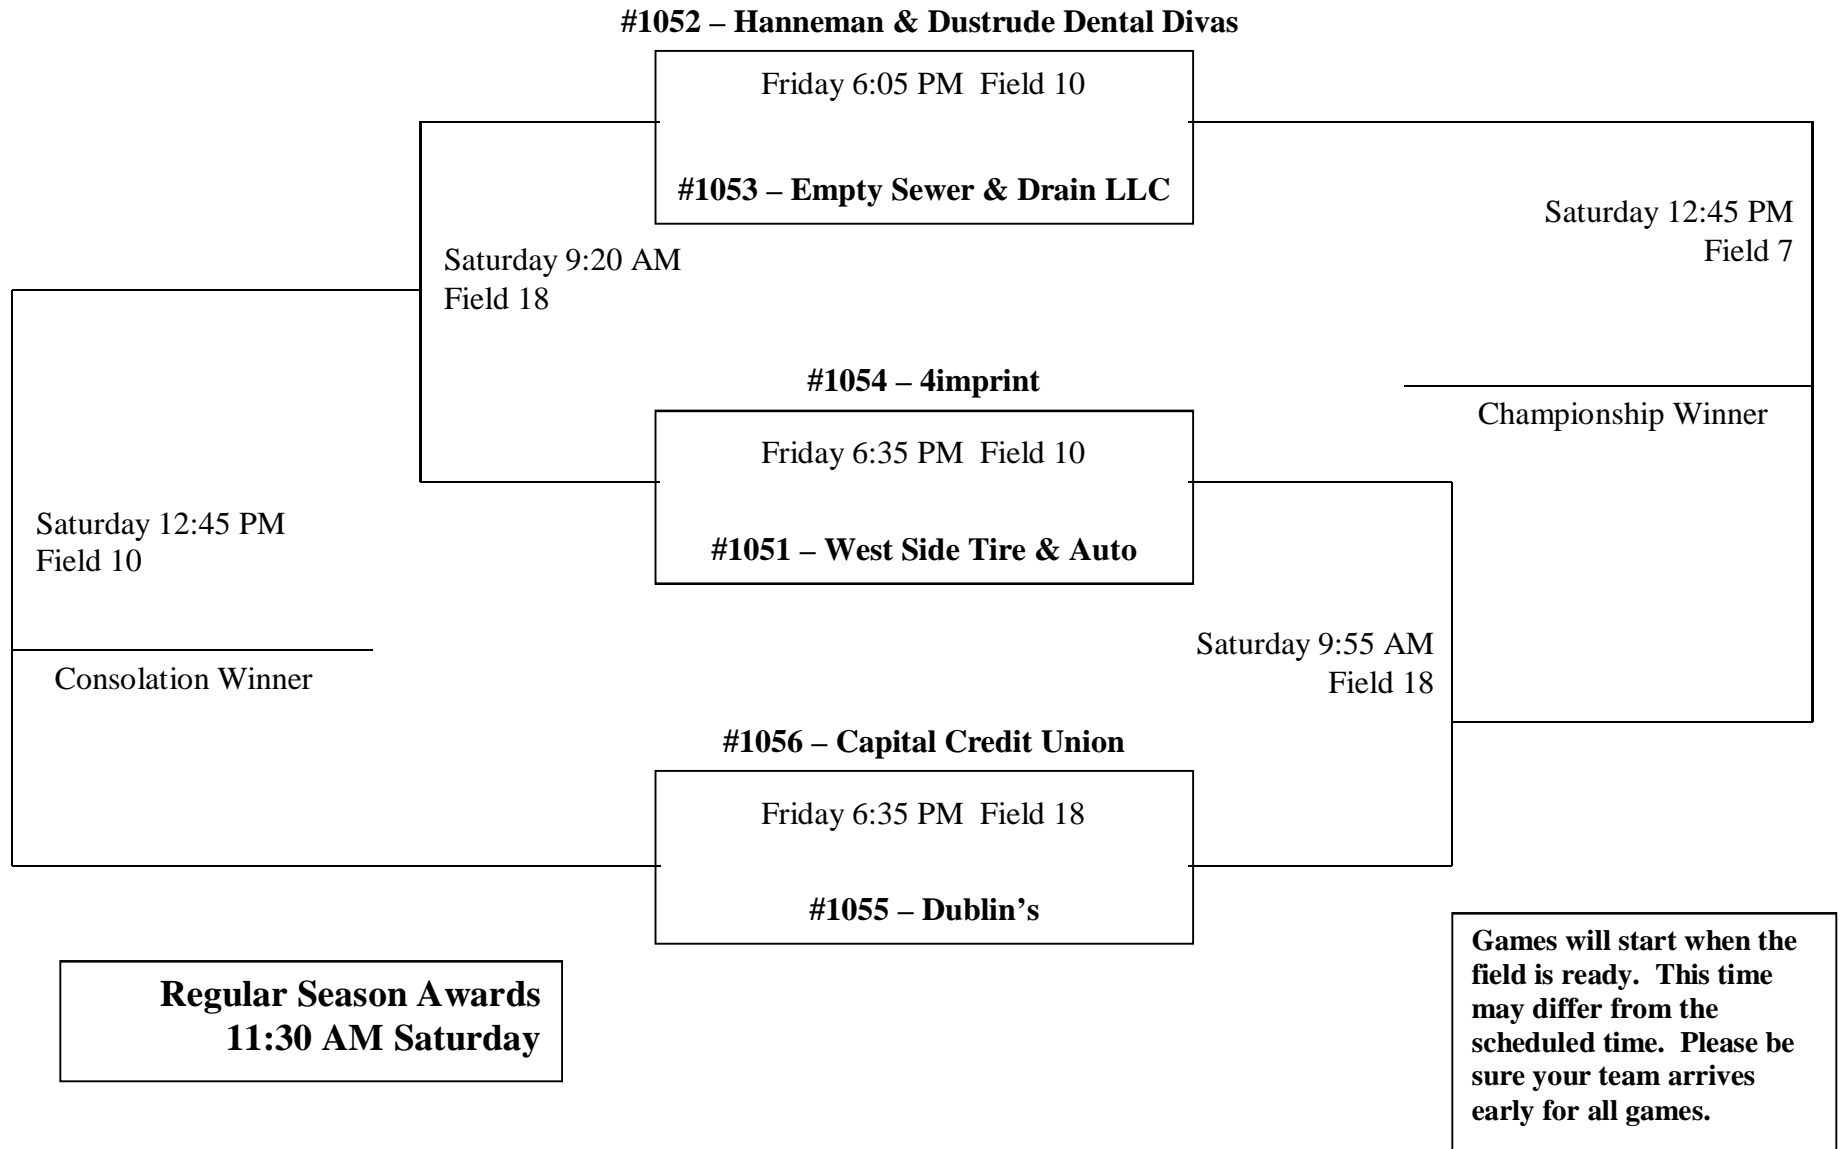 #1052 – Hanneman & Dustrude Dental Divas
Friday 6:05 PM  Field 10
#1053 – Empty Sewer & Drain LLC
Saturday 12:45 PM
Field 7
Saturday 9:20 AM
Field 18
#1054 – 4imprint
Championship Winner
Friday 6:35 PM  Field 10
Saturday 12:45 PM
Field 10
#1051 – West Side Tire & Auto
Saturday 9:55 AM
Field 18
Consolation Winner
#1056 – Capital Credit Union
Friday 6:35 PM  Field 18
#1055 – Dublin’s
Regular Season Awards
11:30 AM Saturday
Games will start when the
field is ready.  This time
may differ from the
scheduled time.  Please be
sure your team arrives
early for all games.